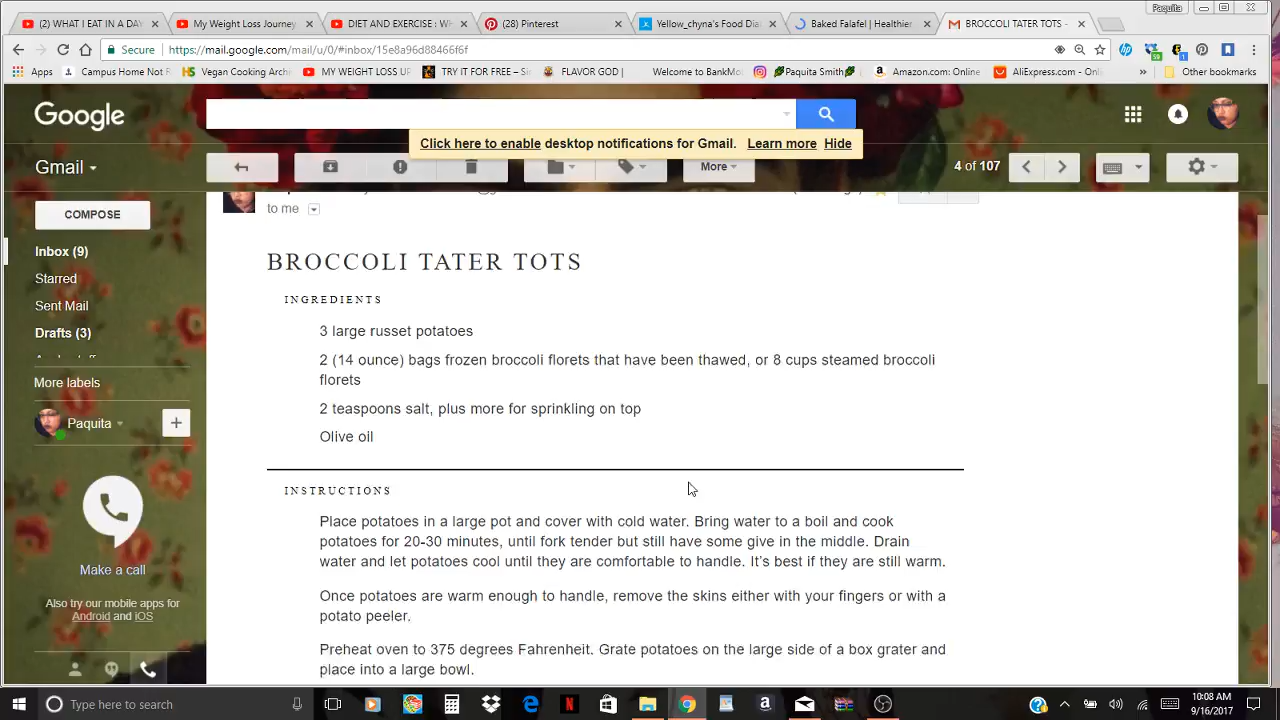 (2) WHAT I EAT IN A DAY
My Weight Loss Journey
DIET AND EXERCISE : WH
(28) Pinterest
Yellow_chyna's Food Dia
Baked Falafel | Healthier
BROCCOLI TATER TOTS -
Paquita
Secure https://mail.google.com/mail/u/0/#inbox/15e8a96d88466f6f
Apps Campus Home Not R Vegan Cooking Archi MY WEIGHT LOSS UP TRY IT FOR FREE – S FLAVOR GOD | Welcome to BankMo Paquita Smith Amazon.com: Online AliExpress.com - Onli » Other bookmarks
Google
Click here to enable desktop notifications for Gmail. Learn more Hide
Gmail
More
4 of 107
to me
COMPOSE
Inbox (9)
Starred
Sent Mail
Drafts (3)
More labels
Paquita
Make a call
Also try our mobile apps for
Android and iOS
BROCCOLI TATER TOTS
INGREDIENTS
3 large russet potatoes
2 (14 ounce) bags frozen broccoli florets that have been thawed, or 8 cups steamed broccoli
florets
2 teaspoons salt, plus more for sprinkling on top
Olive oil
INSTRUCTIONS
Place potatoes in a large pot and cover with cold water. Bring water to a boil and cook
potatoes for 20-30 minutes, until fork tender but still have some give in the middle. Drain
water and let potatoes cool until they are comfortable to handle. It’s best if they are still warm.
Once potatoes are warm enough to handle, remove the skins either with your fingers or with a
potato peeler.
Preheat oven to 375 degrees Fahrenheit. Grate potatoes on the large side of a box grater and
place into a large bowl.
Type here to search
10:08 AM
9/16/2017